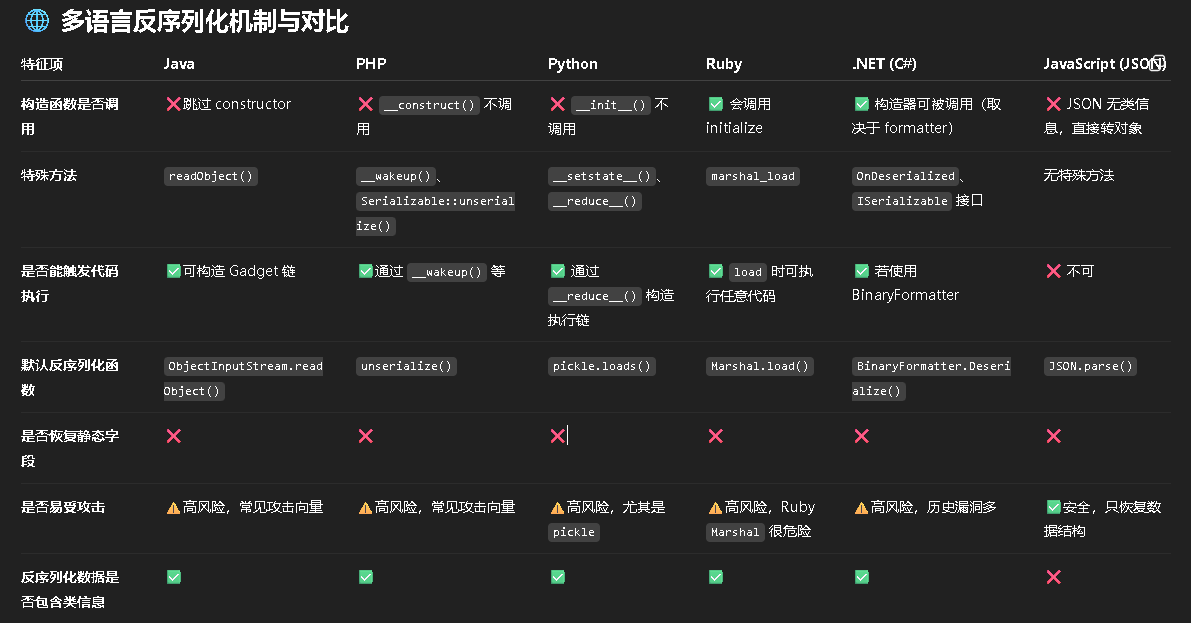 🌐 多语言反序列化机制与对比
特征项 Java PHP Python Ruby .NET (C#) JavaScript (JSON)
构造函数是否调 ❌跳过 constructor ❌ __construct() 不调 ❌ __init__() 不 ✅ 会调用 ✅ 构造器可被调用（取 ❌ JSON 无类信
用 用 调用 initialize 决于 formatter） 息，直接转对象
特殊方法 readObject() __wakeup()、 __setstate__()、 marshal_load OnDeserialized、 无特殊方法
Serializable::unserial __reduce__() ISerializable 接口
ize()
是否能触发代码 ✅可构造 Gadget 链 ✅通过 __wakeup() 等 ✅ 通过 ✅ load 时可执 ✅ 若使用 ❌ 不可
执行 __reduce__() 构造 行任意代码 BinaryFormatter
执行链
默认反序列化函 ObjectInputStream.read unserialize() pickle.loads() Marshal.load() BinaryFormatter.Deseri JSON.parse()
数 Object() alize()
是否恢复静态字 ❌ ❌ ❌ ❌ ❌ ❌
段
是否易受攻击 ⚠️高风险，常见攻击向量 ⚠️高风险，常见攻击向量 ⚠️高风险，尤其是 ⚠️高风险，Ruby ⚠️高风险，历史漏洞多 ✅安全，只恢复数
pickle Marshal 很危险 据结构
反序列化数据是 ✅ ✅ ✅ ✅ ✅ ❌
否包含类信息